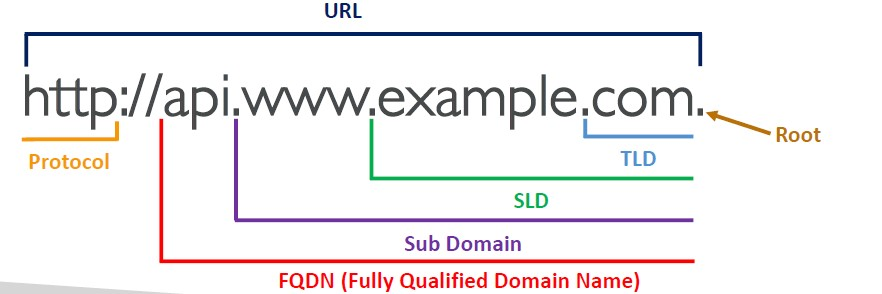 URL
http://api.www.example.com.
Root
Protocol
TLD
SLD
Sub Domain
FQDN (Fully Qualified Domain Name)